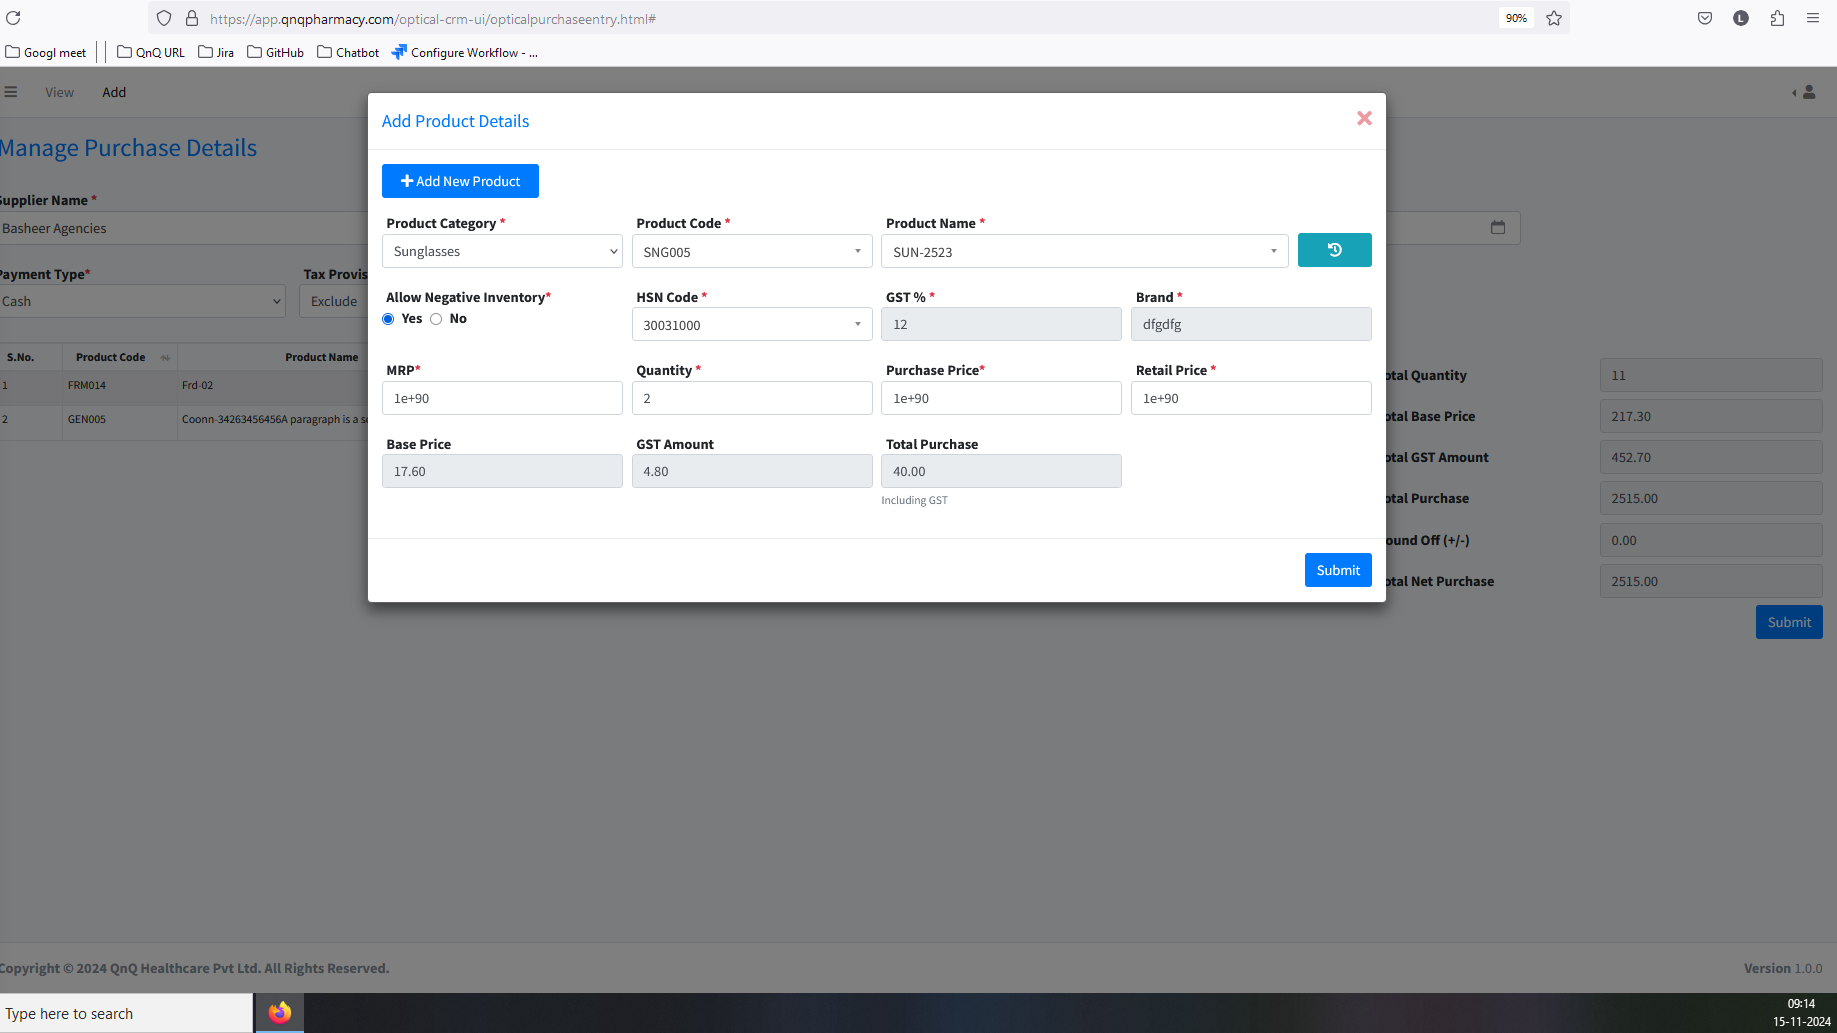 https://app.qnqpharmacy.com/optical-crm-ui/opticalpurchaseentry.html#
90%
L
Googl meet
QnQ URL
Jira
GitHub
Chatbot
Configure Workflow - ...
View
Add
Manage Purchase Details
Supplier Name *
Basheer Agencies
Payment Type*
Cash
Tax Provis
Exclude
S.No.
Product Code
Product Name
1
FRM014
Frd-02
2
GEN005
Coonn-34263456456A paragraph is a se
Add Product Details
Add New Product
Product Category *
Product Code *
Product Name *
Sunglasses
SNG005
SUN-2523
Allow Negative Inventory*
HSN Code *
GST % *
Brand *
Yes
No
30031000
12
dfgdfg
MRP*
Quantity *
Purchase Price*
Retail Price *
1e+90
2
1e+90
1e+90
Base Price
GST Amount
Total Purchase
17.60
4.80
40.00
Including GST
Submit
otal Quantity
11
otal Base Price
217.30
otal GST Amount
452.70
otal Purchase
2515.00
ound Off (+/-)
0.00
otal Net Purchase
2515.00
Submit
Copyright © 2024 QnQ Healthcare Pvt Ltd. All Rights Reserved.
Version 1.0.0
Type here to search
09:14
15-11-2024